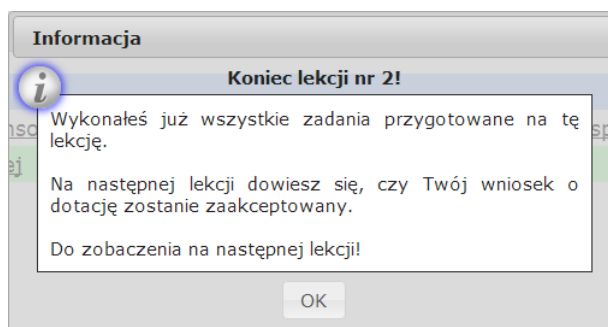 Informacja
Koniec lekcji nr 2!
Wykonałeś już wszystkie zadania przygotowane na tę
lekcję.
Na następnej lekcji dowiesz się, czy Twój wniosek o
dotację zostanie zaakceptowany.
Do zobaczenia na następnej lekcji!
OK